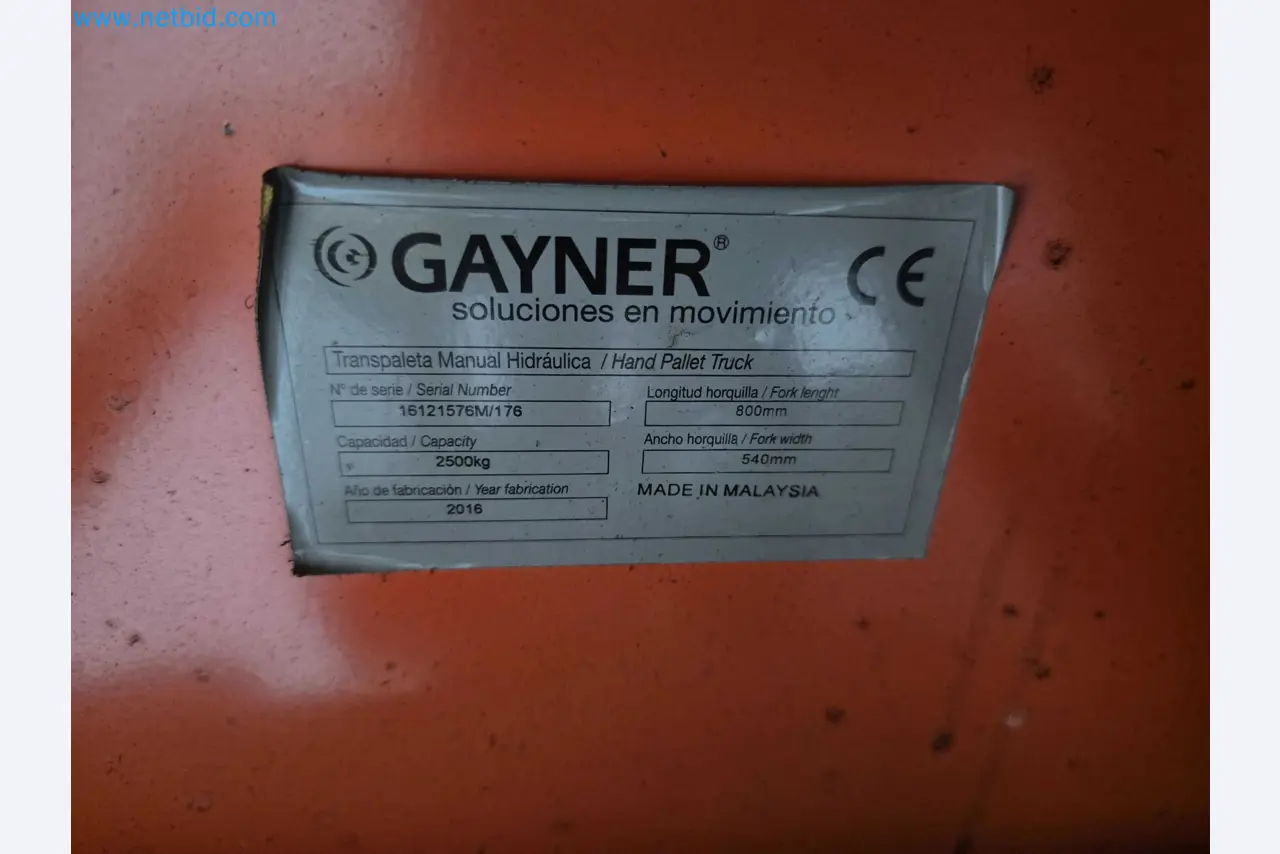 www.netbid.com
GAYNER® CE
soluciones en movimiento
Transpaleta Manual Hidráulica / Hand Pallet Truck
Nº de serie / Serial Number
16121576M/176
Longitud horquilla / Fork lenght
800mm
Capacidad / Capacity
2500kg
Ancho horquilla / Fork width
540mm
Año de fabricación / Year fabrication
2016
MADE IN MALAYSIA